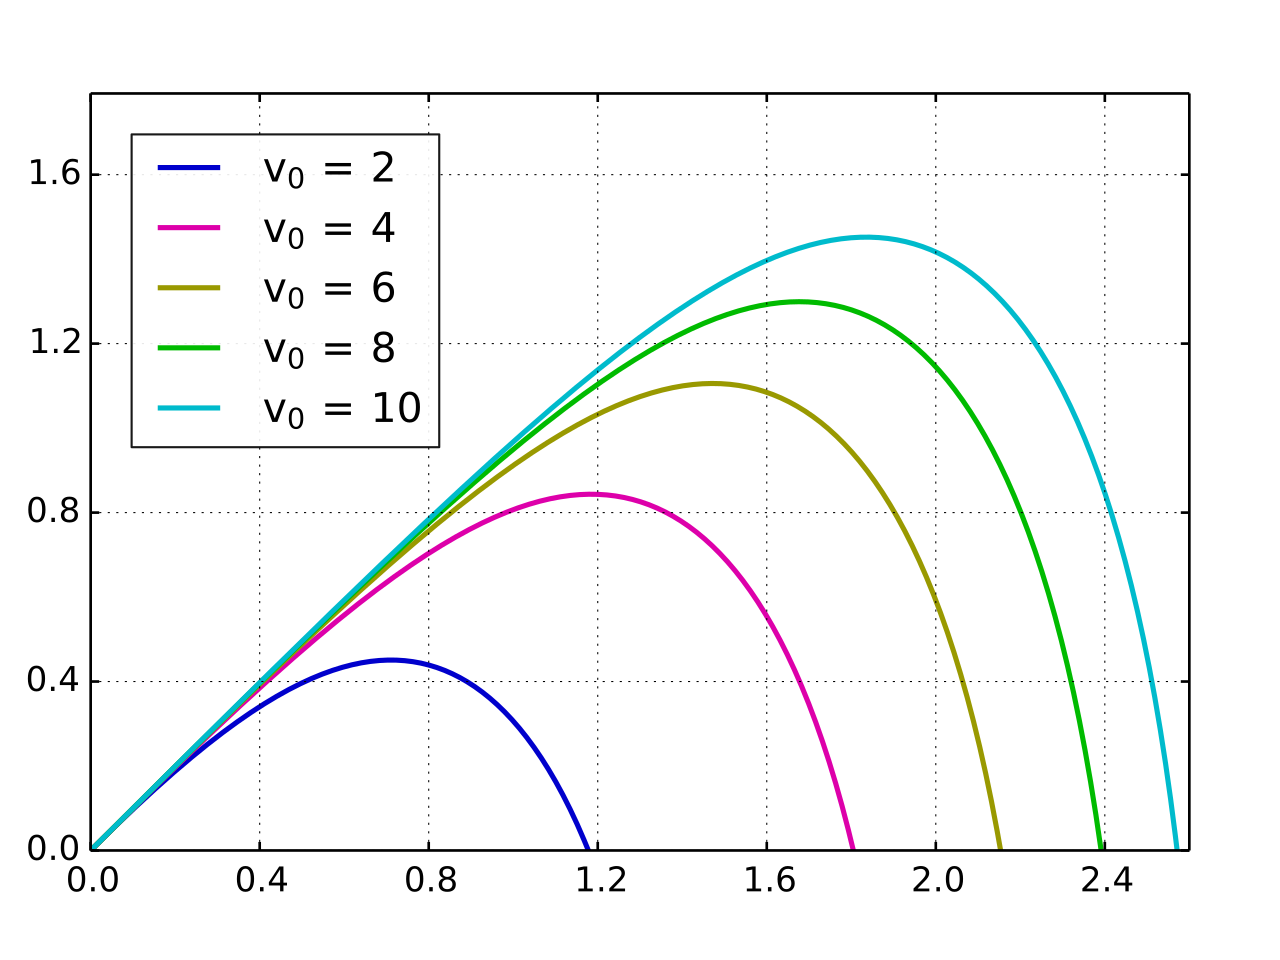 v₀ = 2
v₀ = 4
v₀ = 6
v₀ = 8
v₀ = 10
1.6
1.2
0.8
0.4
0.0
0.0 0.4 0.8 1.2 1.6 2.0 2.4